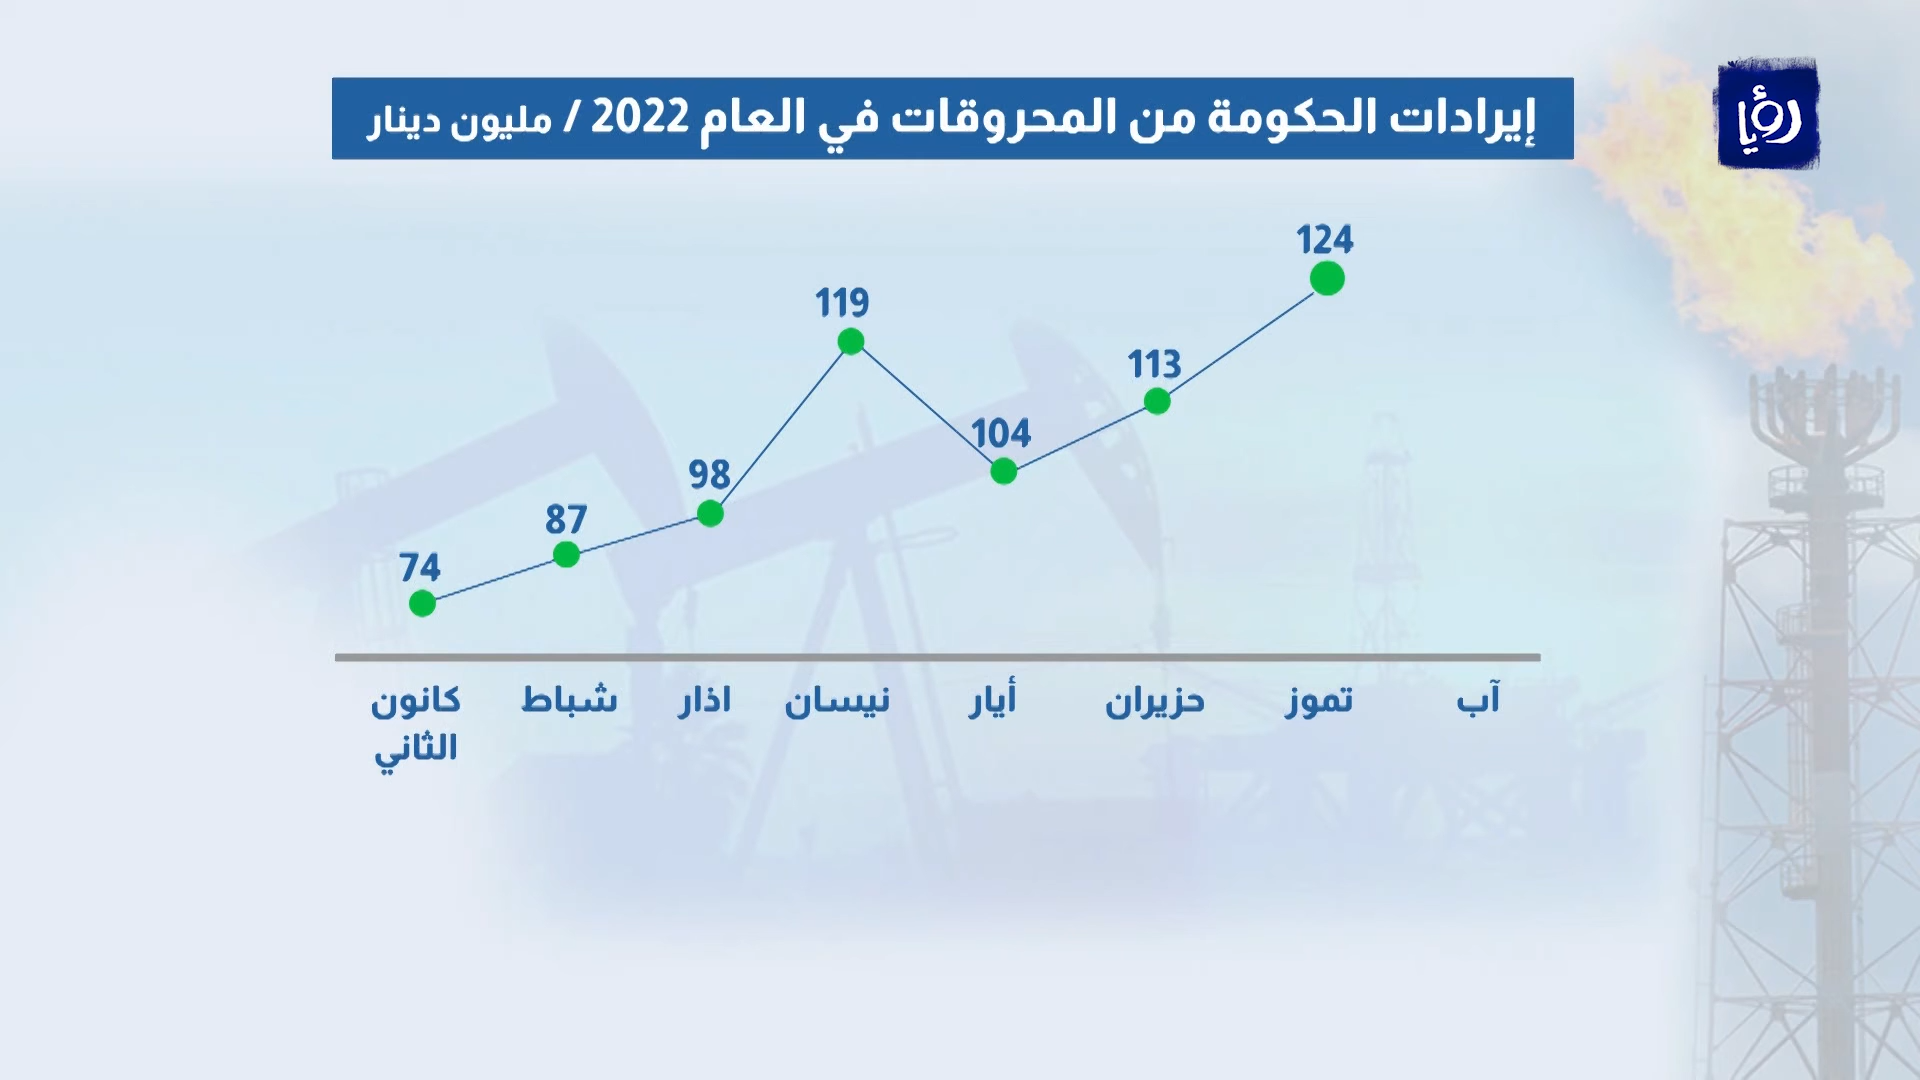 إيرادات الحكومة من المحروقات في العام 2022 / مليون دينار
رؤيا
124
119
113
104
98
87
74
كانون الثاني
شباط
اذار
نيسان
أيار
حزيران
تموز
آب